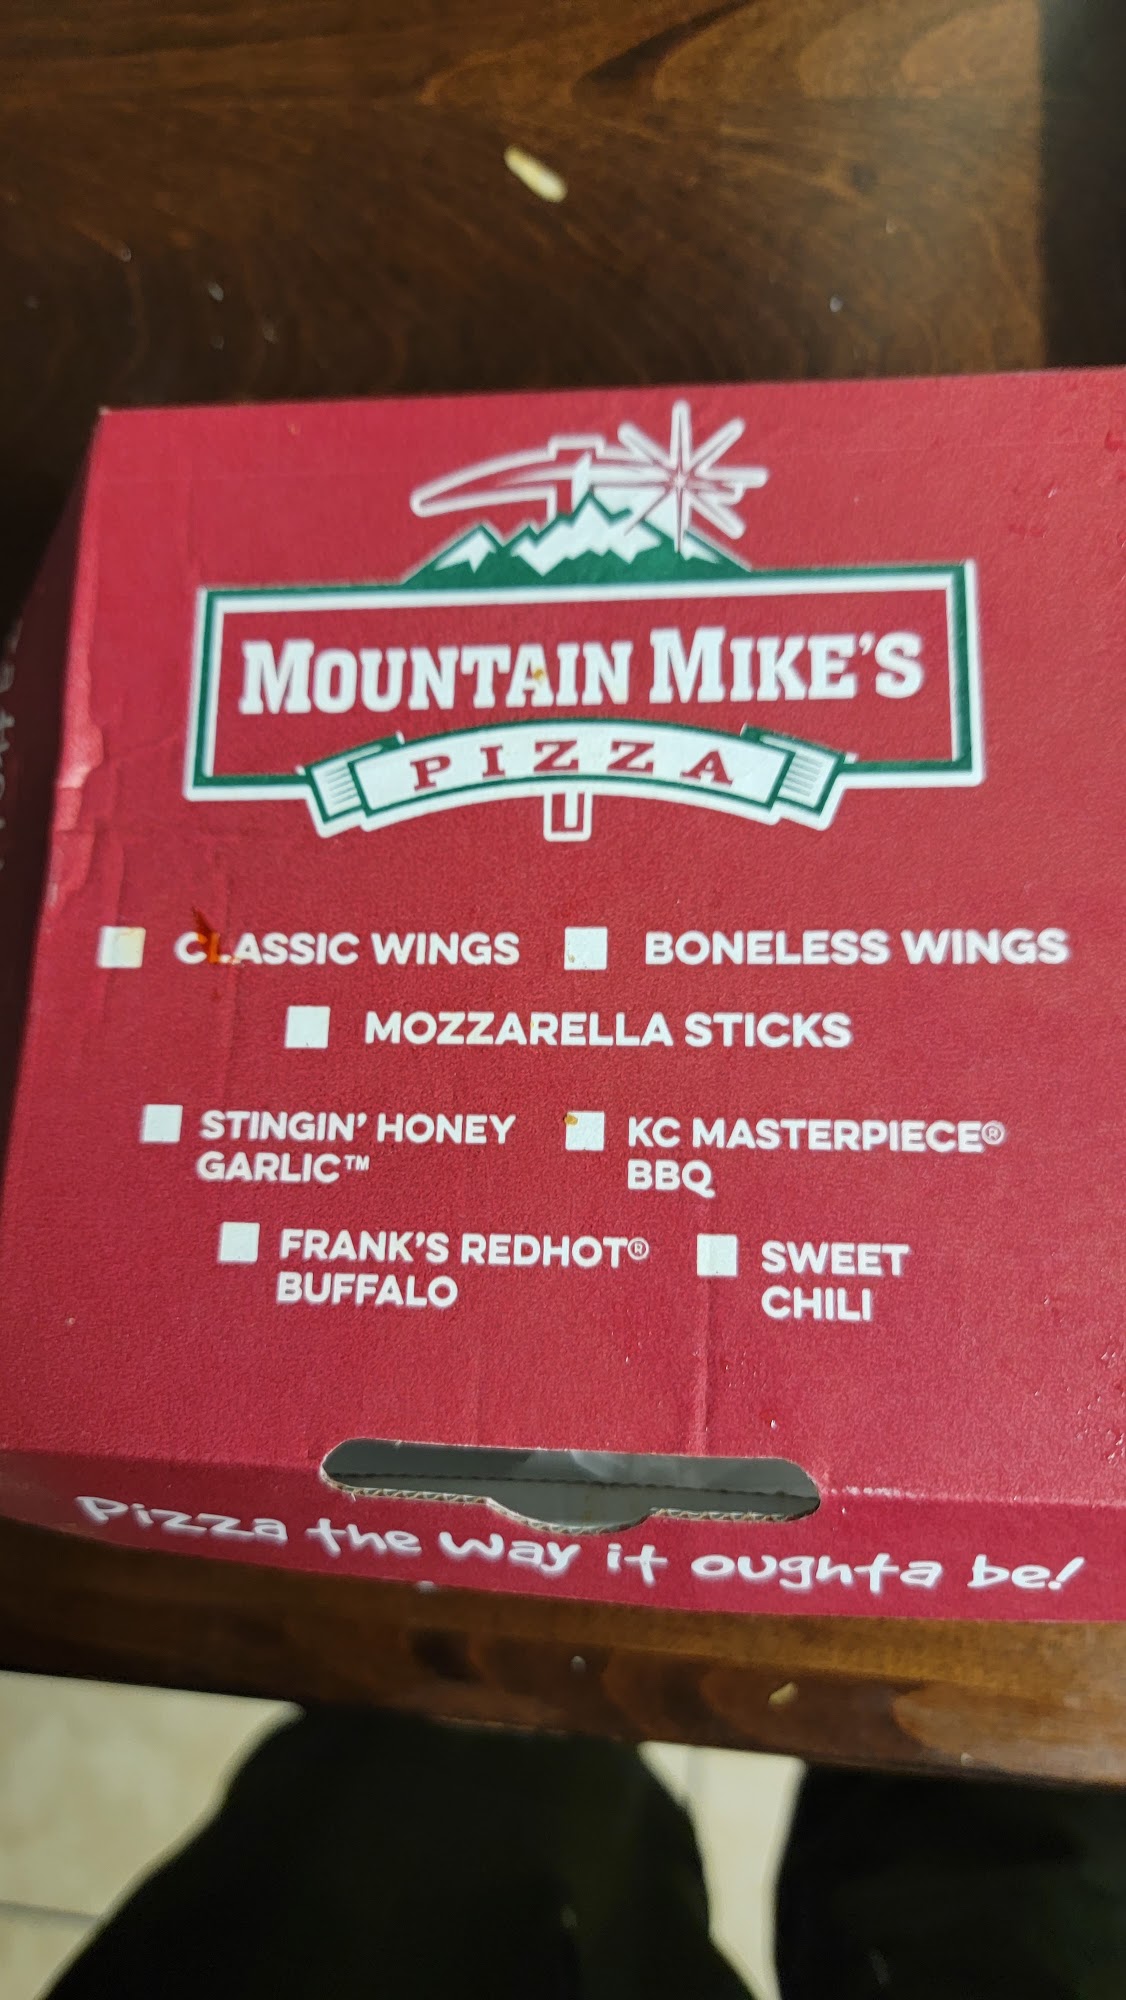 MOUNTAIN MIKE'S
PIZZA
CLASSIC WINGS
BONELESS WINGS
MOZZARELLA STICKS
STINGIN' HONEY
GARLIC™
KC MASTERPIECE®
BBQ
FRANK'S REDHOT®
BUFFALO
SWEET
CHILI
Pizza the way it oughta be!